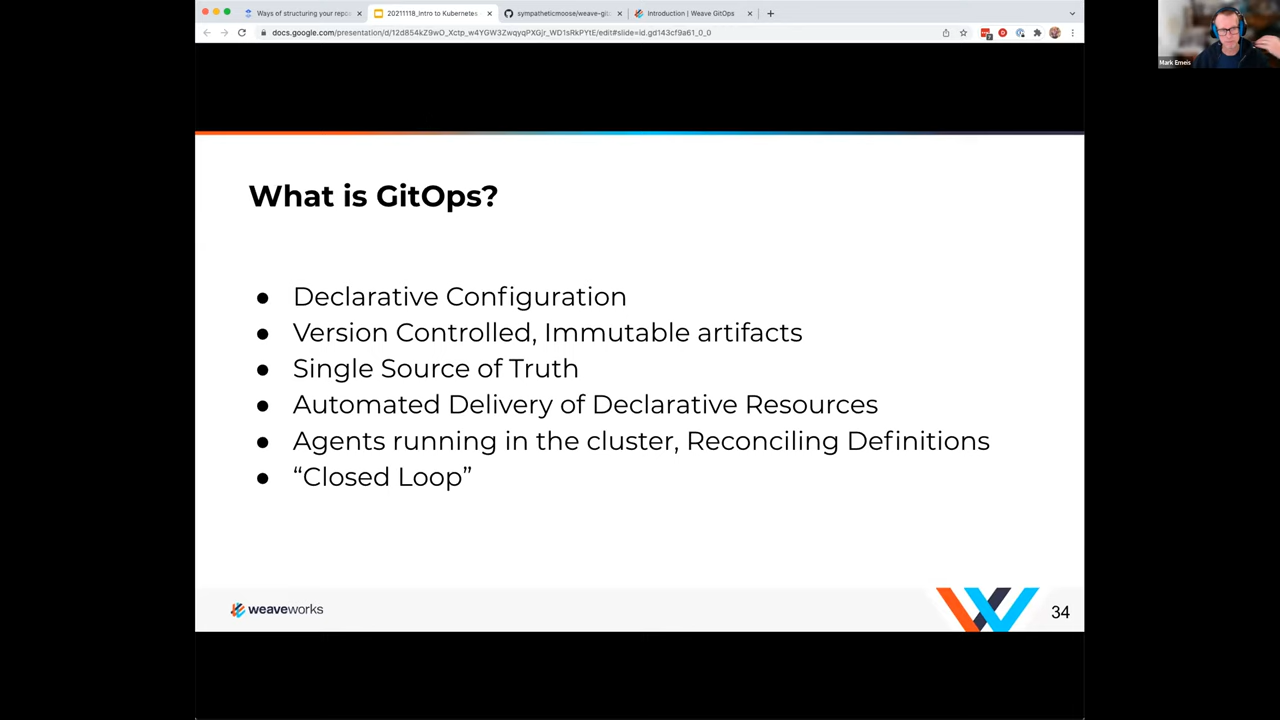 Ways of structuring your repo
20211118_Intro to Kubernetes
sympatheticmoose/weave-git
Introduction | Weave GitOps
docs.google.com/presentation/d/12d854kZ9wO_Xctp_w4YGW3ZwqyqPXGjr_WD1sRkPYtE/edit#slide=id.gd143cf9a61_0_0
Mark Emeis
What is GitOps?
● Declarative Configuration
● Version Controlled, Immutable artifacts
● Single Source of Truth
● Automated Delivery of Declarative Resources
● Agents running in the cluster, Reconciling Definitions
● “Closed Loop”
weaveworks
34